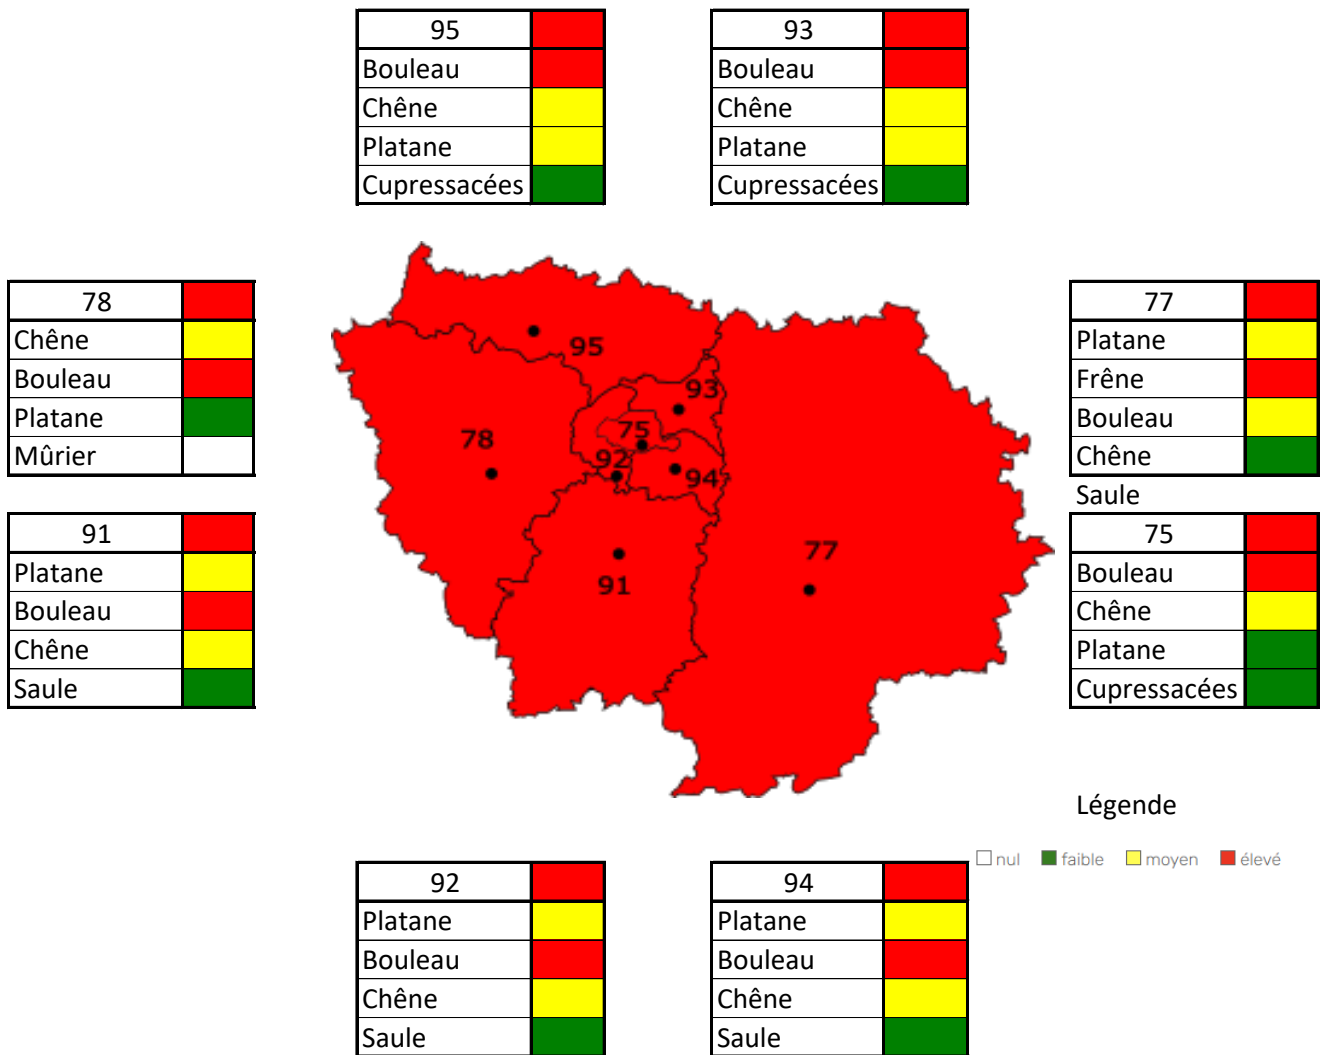 95
Bouleau
Chêne
Platane
Cupressacées
93
Bouleau
Chêne
Platane
Cupressacées
78
Chêne
Bouleau
Platane
Mûrier
91
Platane
Bouleau
Chêne
Saule
95
93
75
78
92
94
77
91
77
Platane
Frêne
Bouleau
Chêne
Saule
75
Bouleau
Chêne
Platane
Cupressacées
Légende
nul faible moyen élevé
92
Platane
Bouleau
Chêne
Saule
94
Platane
Bouleau
Chêne
Saule